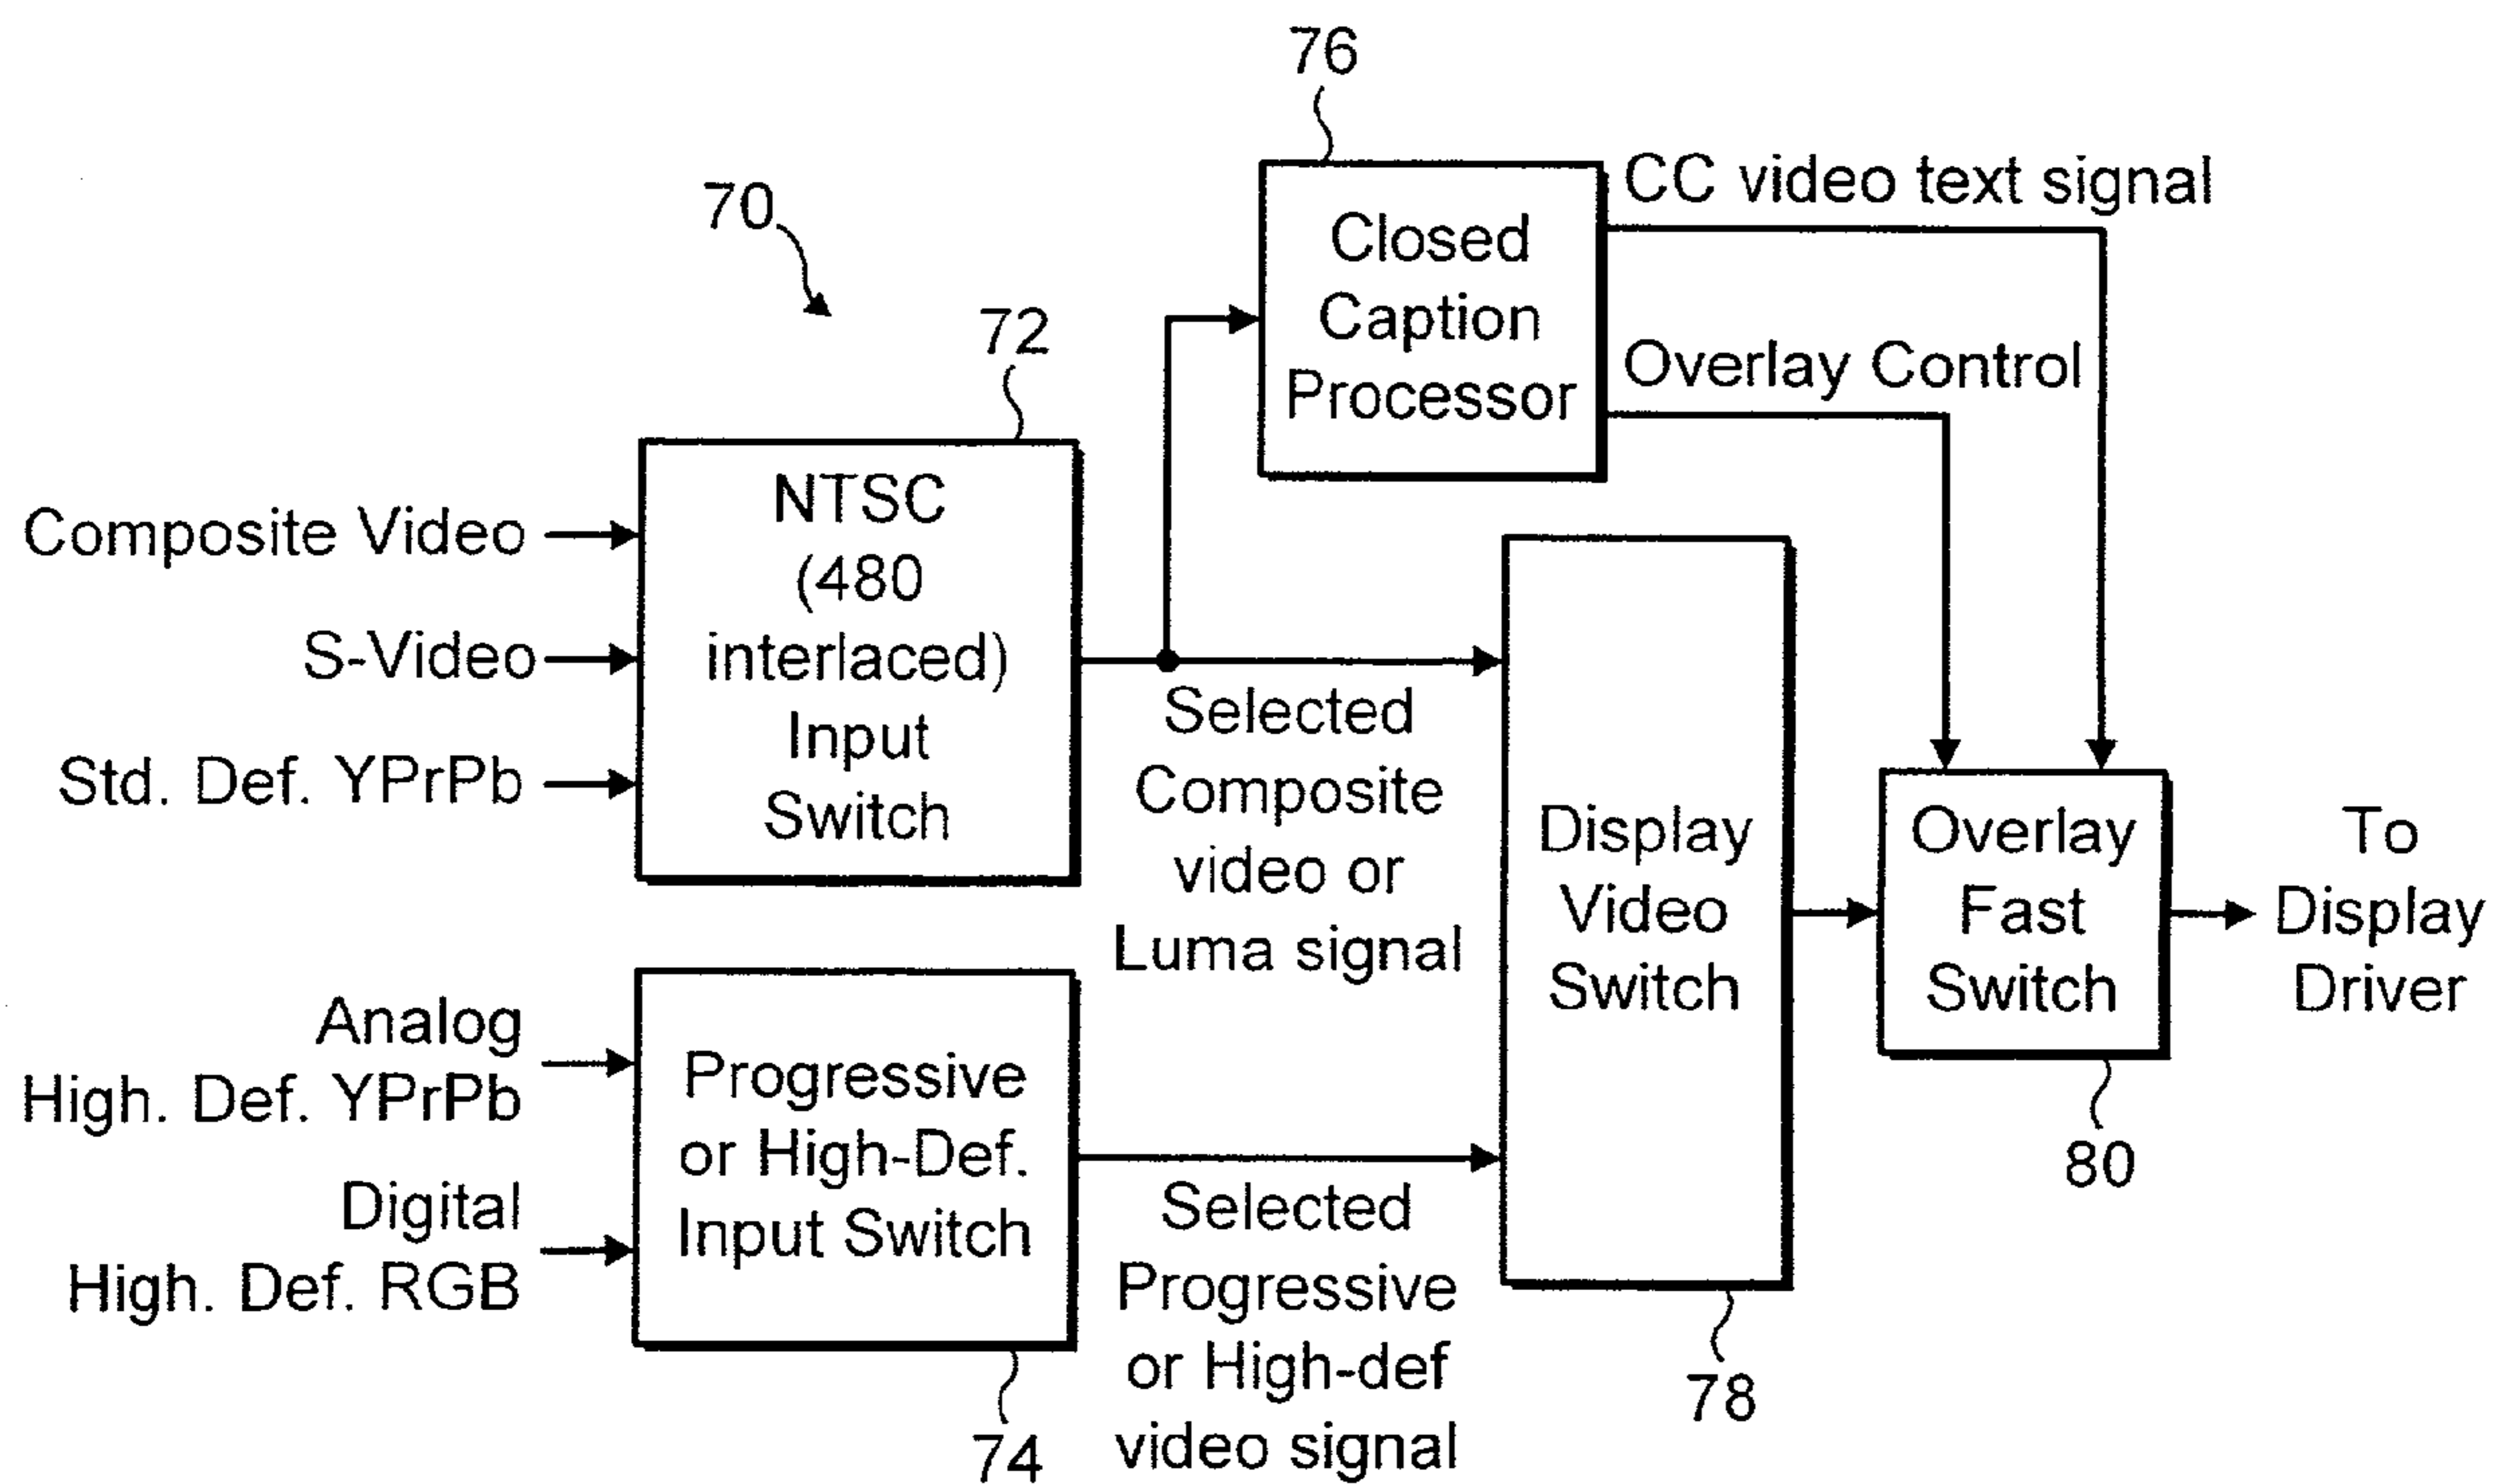 76
CC video text signal
70
Closed
Caption
Processor
72
Overlay Control
NTSC
(480
interlaced)
Input
Switch
Composite Video
S-Video
Std. Def. YPrPb
Selected
Composite
video or
Luma signal
Display
Video
Switch
Overlay
Fast
Switch
To
Display
Driver
Analog
High. Def. YPrPb
Digital
High. Def. RGB
Progressive
or High-Def.
Input Switch
Selected
Progressive
or High-def
video signal
80
78
74